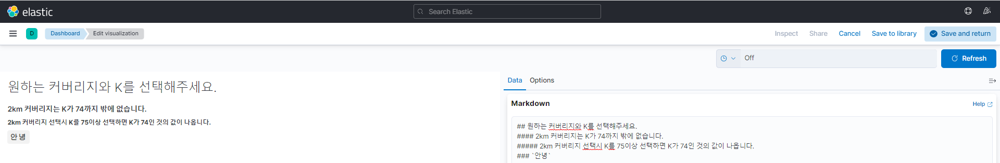 elastic
Search Elastic
D
Dashboard
Edit visualization
Inspect
Share
Cancel
Save to library
Save and return
Off
Refresh
원하는 커버리지와 K를 선택해주세요.
2km 커버리지는 K가 74까지 밖에 없습니다.
2km 커버리지 선택시 K를 75이상 선택하면 K가 74인 것의 값이 나옵니다.
안녕
Data
Options
Markdown
Help
## 원하는 커버리지와 K를 선택해주세요.
#### 2km 커버리지는 K가 74까지 밖에 없습니다.
##### 2km 커버리지 선택시 K를 75이상 선택하면 K가 74인 것의 값이 나옵니다.
### `안녕`